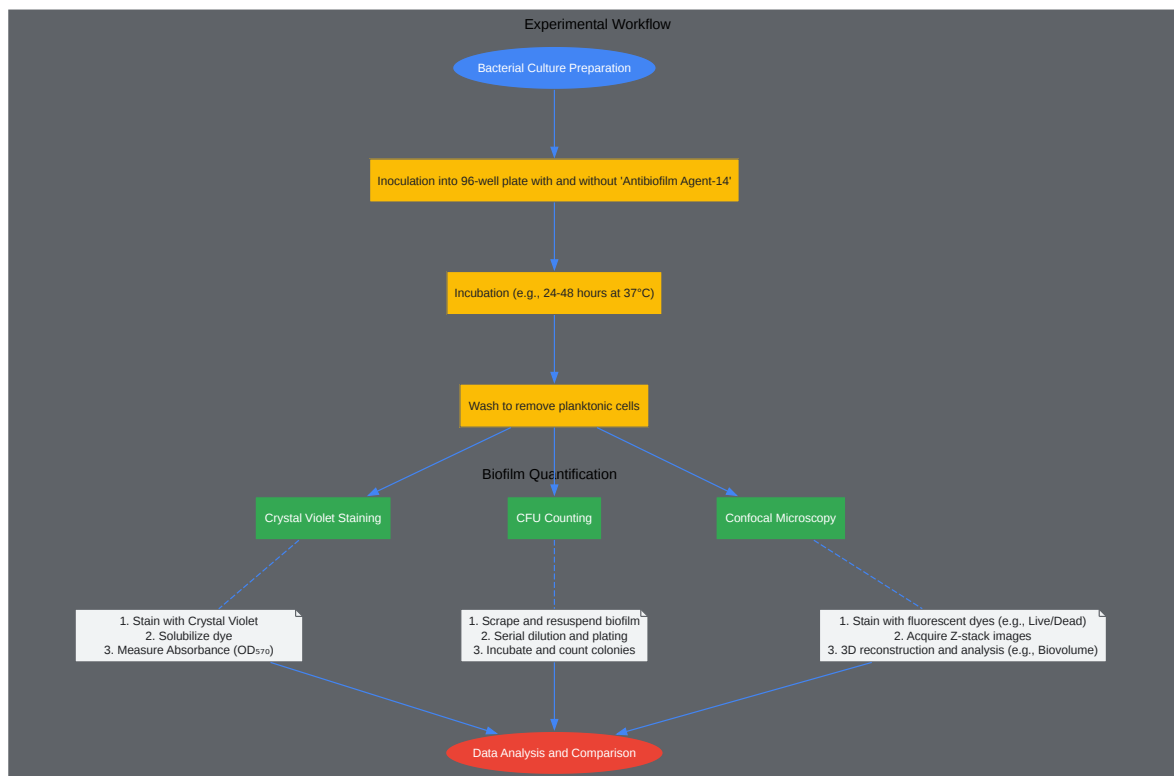 Experimental Workflow
Bacterial Culture Preparation
Inoculation into 96-well plate with and without 'Antibiofilm Agent-14'
Incubation (e.g., 24-48 hours at 37°C)
Wash to remove planktonic cells
Biofilm Quantification
Crystal Violet Staining
CFU Counting
Confocal Microscopy
1. Stain with Crystal Violet
2. Solubilize dye
3. Measure Absorbance (OD₅₇₀)
1. Scrape and resuspend biofilm
2. Serial dilution and plating
3. Incubate and count colonies
1. Stain with fluorescent dyes (e.g., Live/Dead)
2. Acquire Z-stack images
3. 3D reconstruction and analysis (e.g., Biovolume)
Data Analysis and Comparison